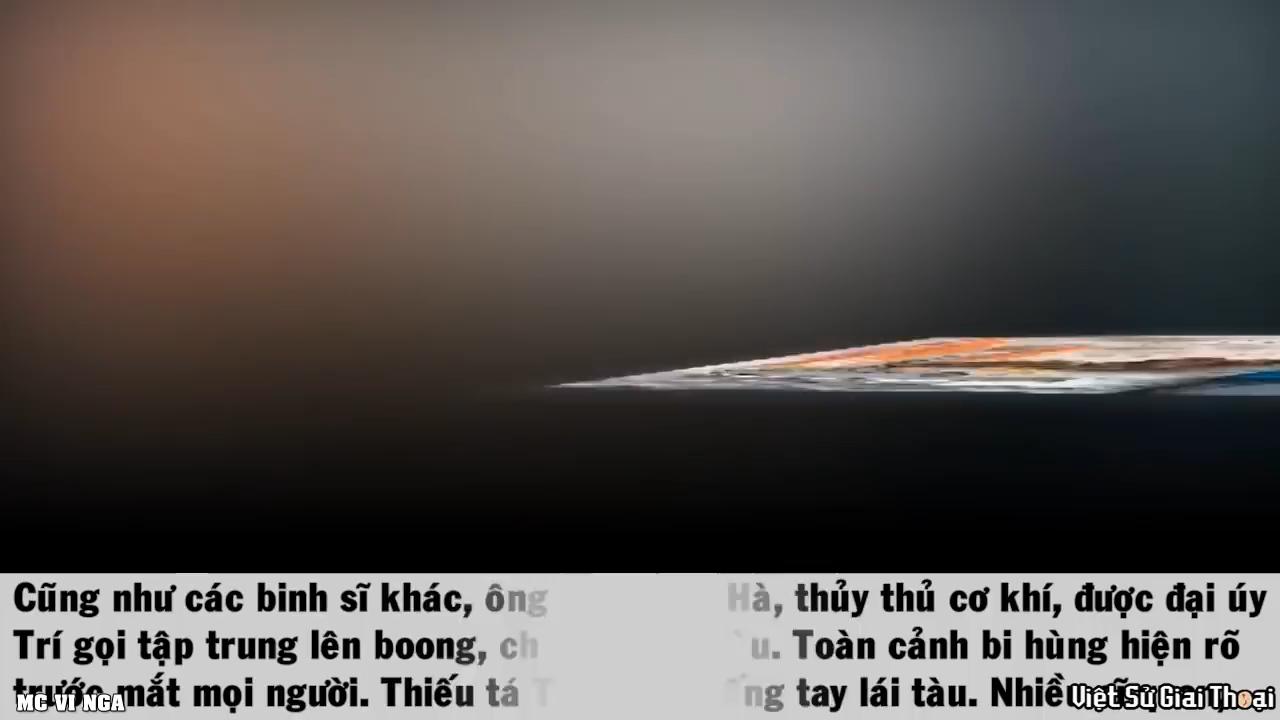 Cũng như các binh sĩ khác, ông Hà, thủy thủ cơ khí, được đại úy
Trí gọi tập trung lên boong, Toàn cảnh bi hùng hiện rõ
trước mắt mọi người. Thiếu tá tay lái tàu.
MC VI NGA
Việt Sử Giai Thoại